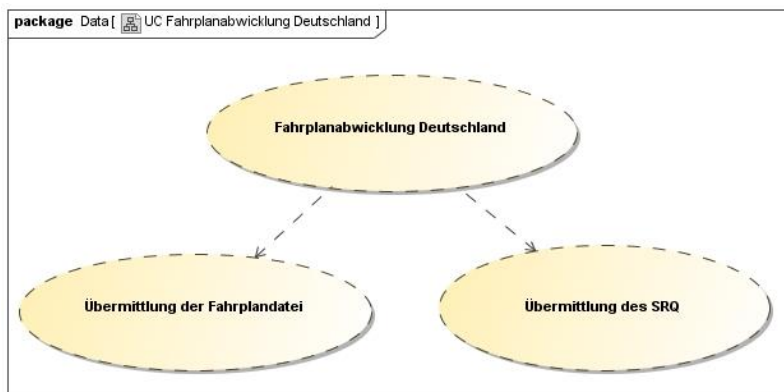 package Data [ UC Fahrplanabwicklung Deutschland ]
Fahrplanabwicklung Deutschland
Übermittlung der Fahrplandatei
Übermittlung des SRQ